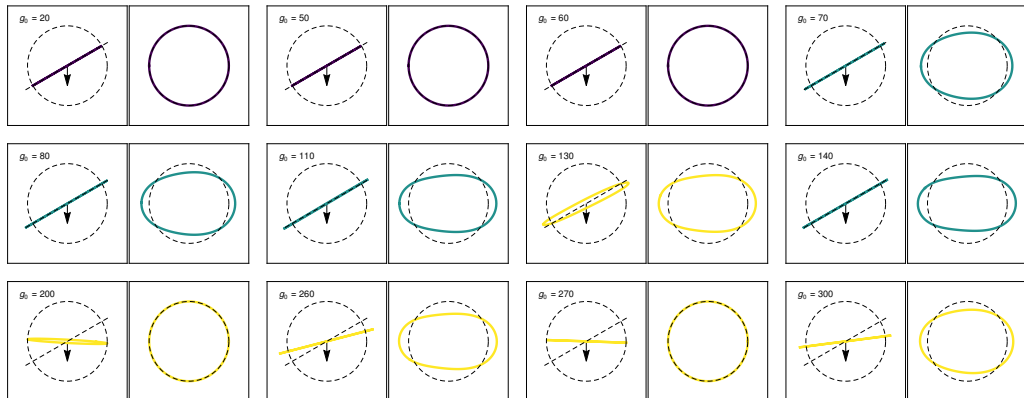 g₀ = 20
g₀ = 50
g₀ = 60
g₀ = 70
g₀ = 80
g₀ = 110
g₀ = 130
g₀ = 140
g₀ = 200
g₀ = 260
g₀ = 270
g₀ = 300